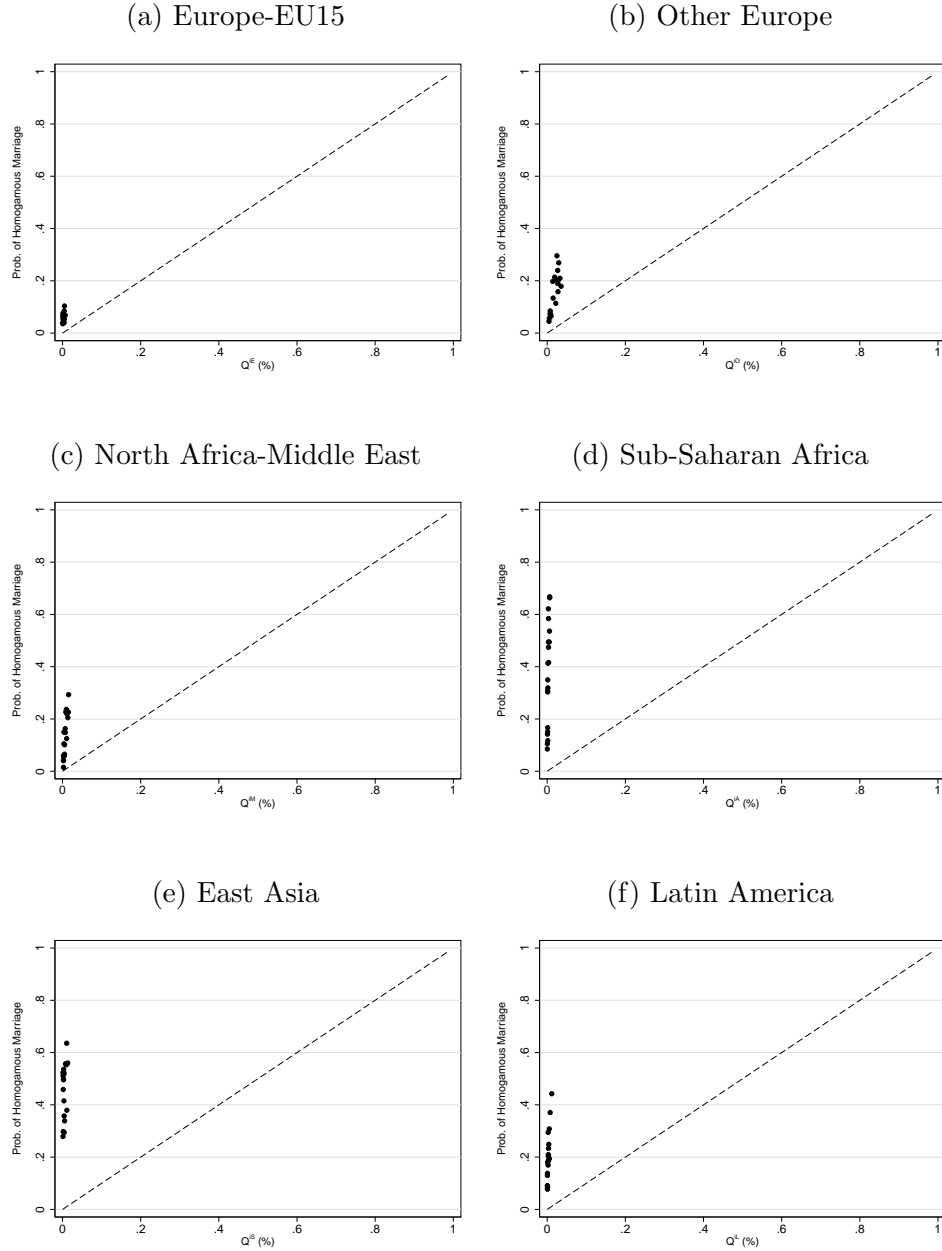 (a) Europe-EU15
Prob. of Homogamous Marriage
1
.8
.6
.4
.2
0
0 .2 .4 .6 .8 1
Q^iE (%)
(b) Other Europe
Prob. of Homogamous Marriage
1
.8
.6
.4
.2
0
0 .2 .4 .6 .8 1
Q^iO (%)
(c) North Africa-Middle East
Prob. of Homogamous Marriage
1
.8
.6
.4
.2
0
0 .2 .4 .6 .8 1
Q^iM (%)
(d) Sub-Saharan Africa
Prob. of Homogamous Marriage
1
.8
.6
.4
.2
0
0 .2 .4 .6 .8 1
Q^iA (%)
(e) East Asia
Prob. of Homogamous Marriage
1
.8
.6
.4
.2
0
0 .2 .4 .6 .8 1
Q^iS (%)
(f) Latin America
Prob. of Homogamous Marriage
1
.8
.6
.4
.2
0
0 .2 .4 .6 .8 1
Q^iL (%)